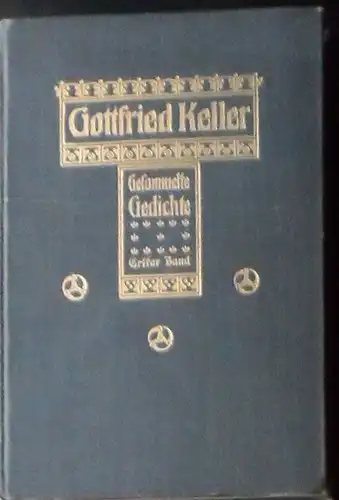 Gottfried Keller
Gesammelte
Gedichte
Erster Band